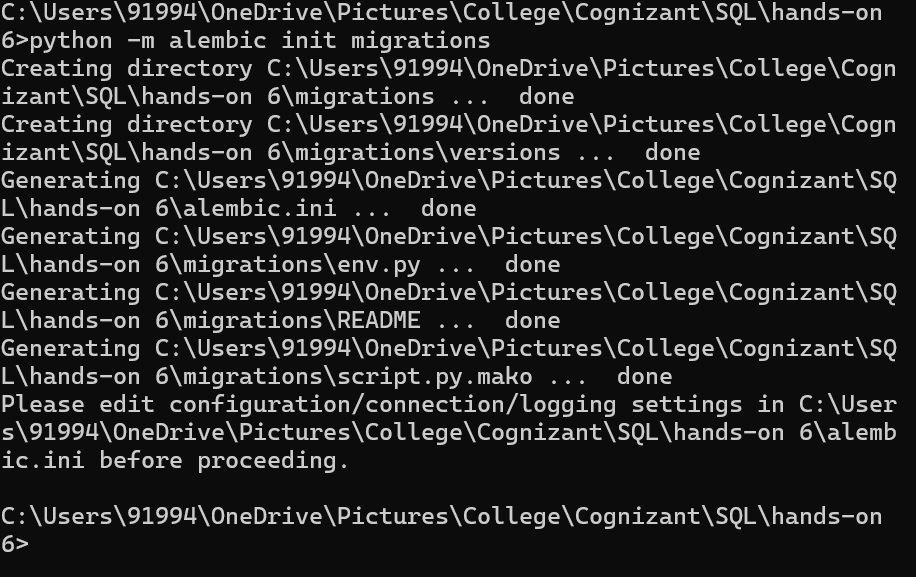 C:\Users\91994\OneDrive\Pictures\College\Cognizant\SQL\hands-on
6>python -m alembic init migrations
Creating directory C:\Users\91994\OneDrive\Pictures\College\Cogn
izant\SQL\hands-on 6\migrations ...  done
Creating directory C:\Users\91994\OneDrive\Pictures\College\Cogn
izant\SQL\hands-on 6\migrations\versions ...  done
Generating C:\Users\91994\OneDrive\Pictures\College\Cognizant\SQ
L\hands-on 6\alembic.ini ...  done
Generating C:\Users\91994\OneDrive\Pictures\College\Cognizant\SQ
L\hands-on 6\migrations\env.py ...  done
Generating C:\Users\91994\OneDrive\Pictures\College\Cognizant\SQ
L\hands-on 6\migrations\README ...  done
Generating C:\Users\91994\OneDrive\Pictures\College\Cognizant\SQ
L\hands-on 6\migrations\script.py.mako ...  done
Please edit configuration/connection/logging settings in C:\User
s\91994\OneDrive\Pictures\College\Cognizant\SQL\hands-on 6\alemb
ic.ini before proceeding.
C:\Users\91994\OneDrive\Pictures\College\Cognizant\SQL\hands-on
6>